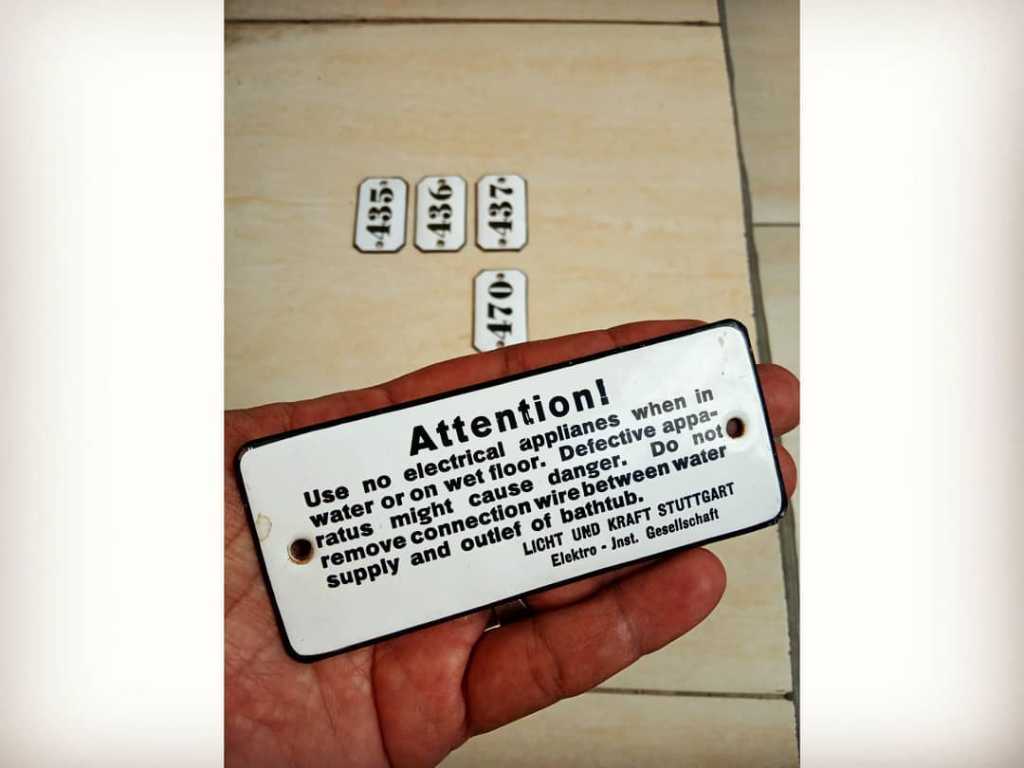 435
436
437
470
Attention!
Use no electrical applianes when in
water or on wet floor. Defective appa-
ratus might cause danger. Do not
remove connection wire between water
supply and outlef of bathtub.
LICHT UND KRAFT STUTTGART
Elektro - Jnst. Gesellschaft